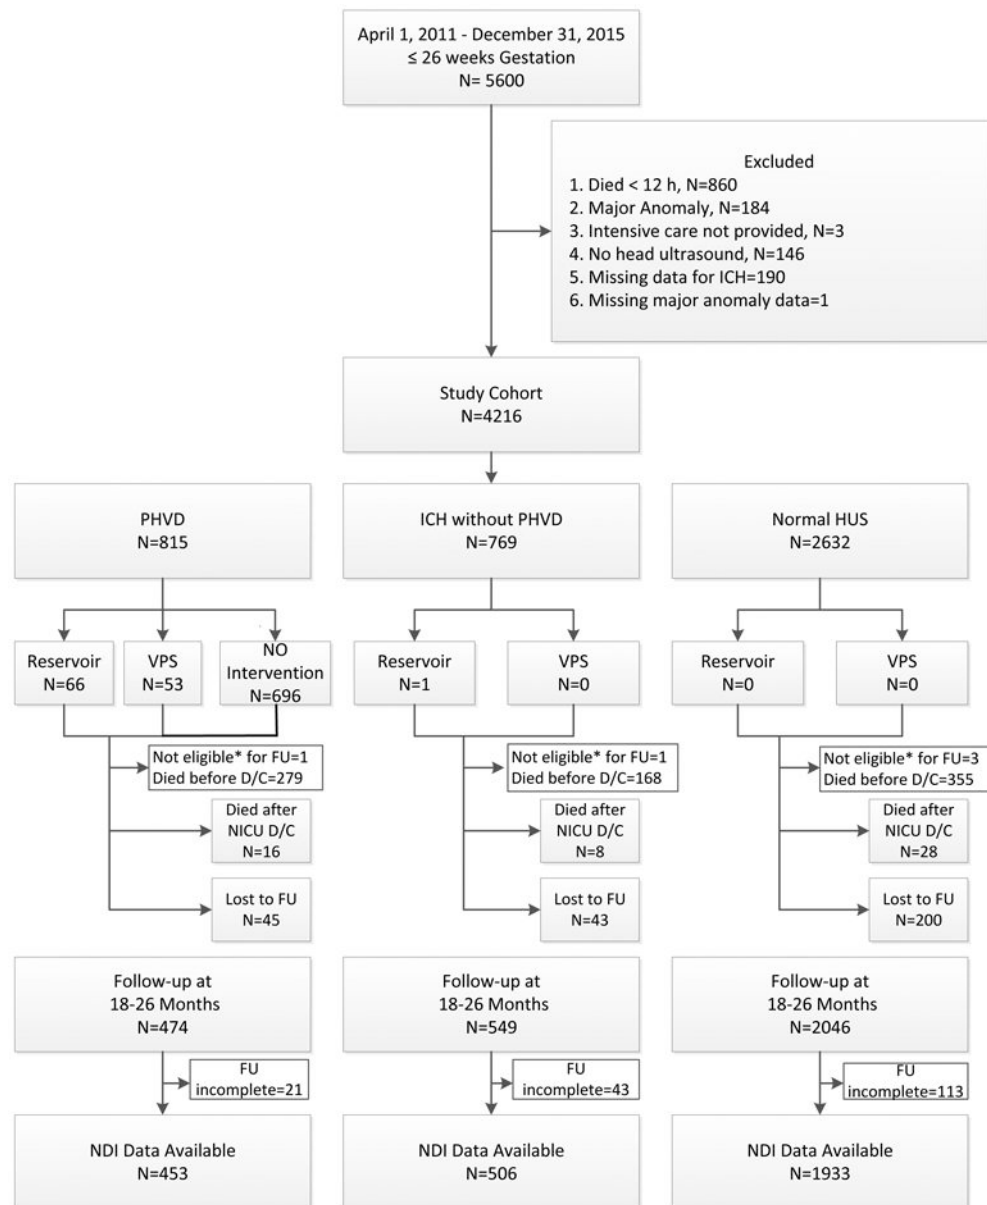 April 1, 2011 - December 31, 2015
≤ 26 weeks Gestation
N= 5600
Excluded
1. Died < 12 h, N=860
2. Major Anomaly, N=184
3. Intensive care not provided, N=3
4. No head ultrasound, N=146
5. Missing data for ICH=190
6. Missing major anomaly data=1
Study Cohort
N=4216
PHVD
N=815
ICH without PHVD
N=769
Normal HUS
N=2632
Reservoir
N=66
VPS
N=53
NO
Intervention
N=696
Reservoir
N=1
VPS
N=0
Reservoir
N=0
VPS
N=0
Not eligible* for FU=1
Died before D/C=279
Not eligible* for FU=1
Died before D/C=168
Not eligible* for FU=3
Died before D/C=355
Died after
NICU D/C
N=16
Died after
NICU D/C
N=8
Died after
NICU D/C
N=28
Lost to FU
N=45
Lost to FU
N=43
Lost to FU
N=200
Follow-up at
18-26 Months
N=474
Follow-up at
18-26 Months
N=549
Follow-up at
18-26 Months
N=2046
FU
incomplete=21
FU
incomplete=43
FU
incomplete=113
NDI Data Available
N=453
NDI Data Available
N=506
NDI Data Available
N=1933